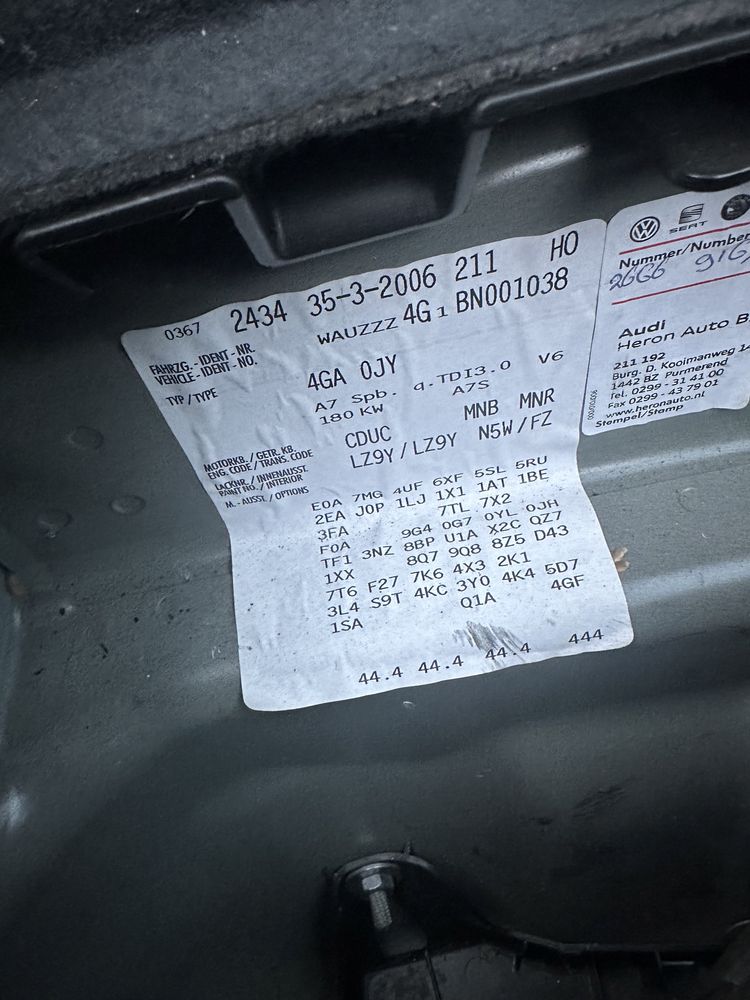 0367 2434 35-3-2006 211 HO
FAHRZG.-IDENT-NR.
VEHICLE-IDENT-NO.
WAUZZZ 4G1 BN001038
TYP/TYPE
4GA 0JY
A7 Spb. q.TDI3.0 V6
180 KW A7S
MOTORKB./GETR.KB.
ENG.CODE/TRANS.CODE
CDUC MNB MNR
LACKNR./INNENAUSST.
PAINT NO./INTERIOR
LZ9Y/LZ9Y N5W/FZ
M.-AUSST./OPTIONS
E0A 7MG 4UF 6XF 5SL 5RU
2EA J0P 1LJ 1X1 1AT 1BE
3FA 7TL 7X2
F0A 9G4 0G7 0YL 0JH
TF1 3NZ 8BP U1A X2C QZ7
1XX 8Q7 9Q8 8Z5 D43
7T6 F27 7K6 4X3 2K1
3L4 S9T 4KC 3Y0 4K4 5D7
1SA Q1A 4GF
44.4 44.4 44.4 444
SEAT
Nummer/Number
Audi
Heron Auto B
211 192
Burg. D. Kooimanweg 14
1442 BZ Purmerend
Tel. 0299 - 31 41 00
Fax 0299 - 43 79 01
www.heronauto.nl
Stempel/Stamp